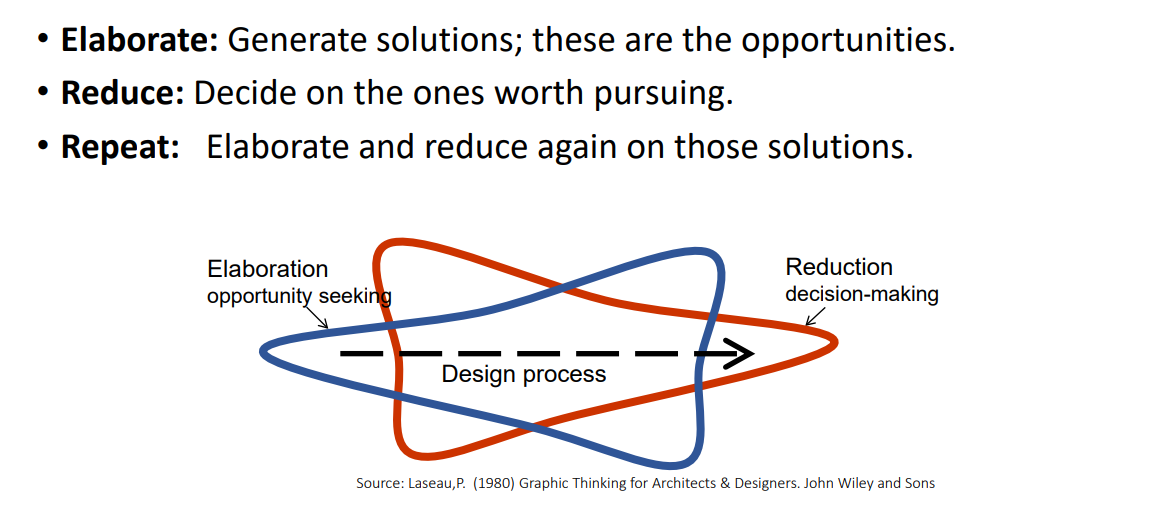 • Elaborate: Generate solutions; these are the opportunities.
• Reduce: Decide on the ones worth pursuing.
• Repeat: Elaborate and reduce again on those solutions.
Elaboration
opportunity seeking
Reduction
decision-making
Design process
Source: Laseau,P. (1980) Graphic Thinking for Architects & Designers. John Wiley and Sons